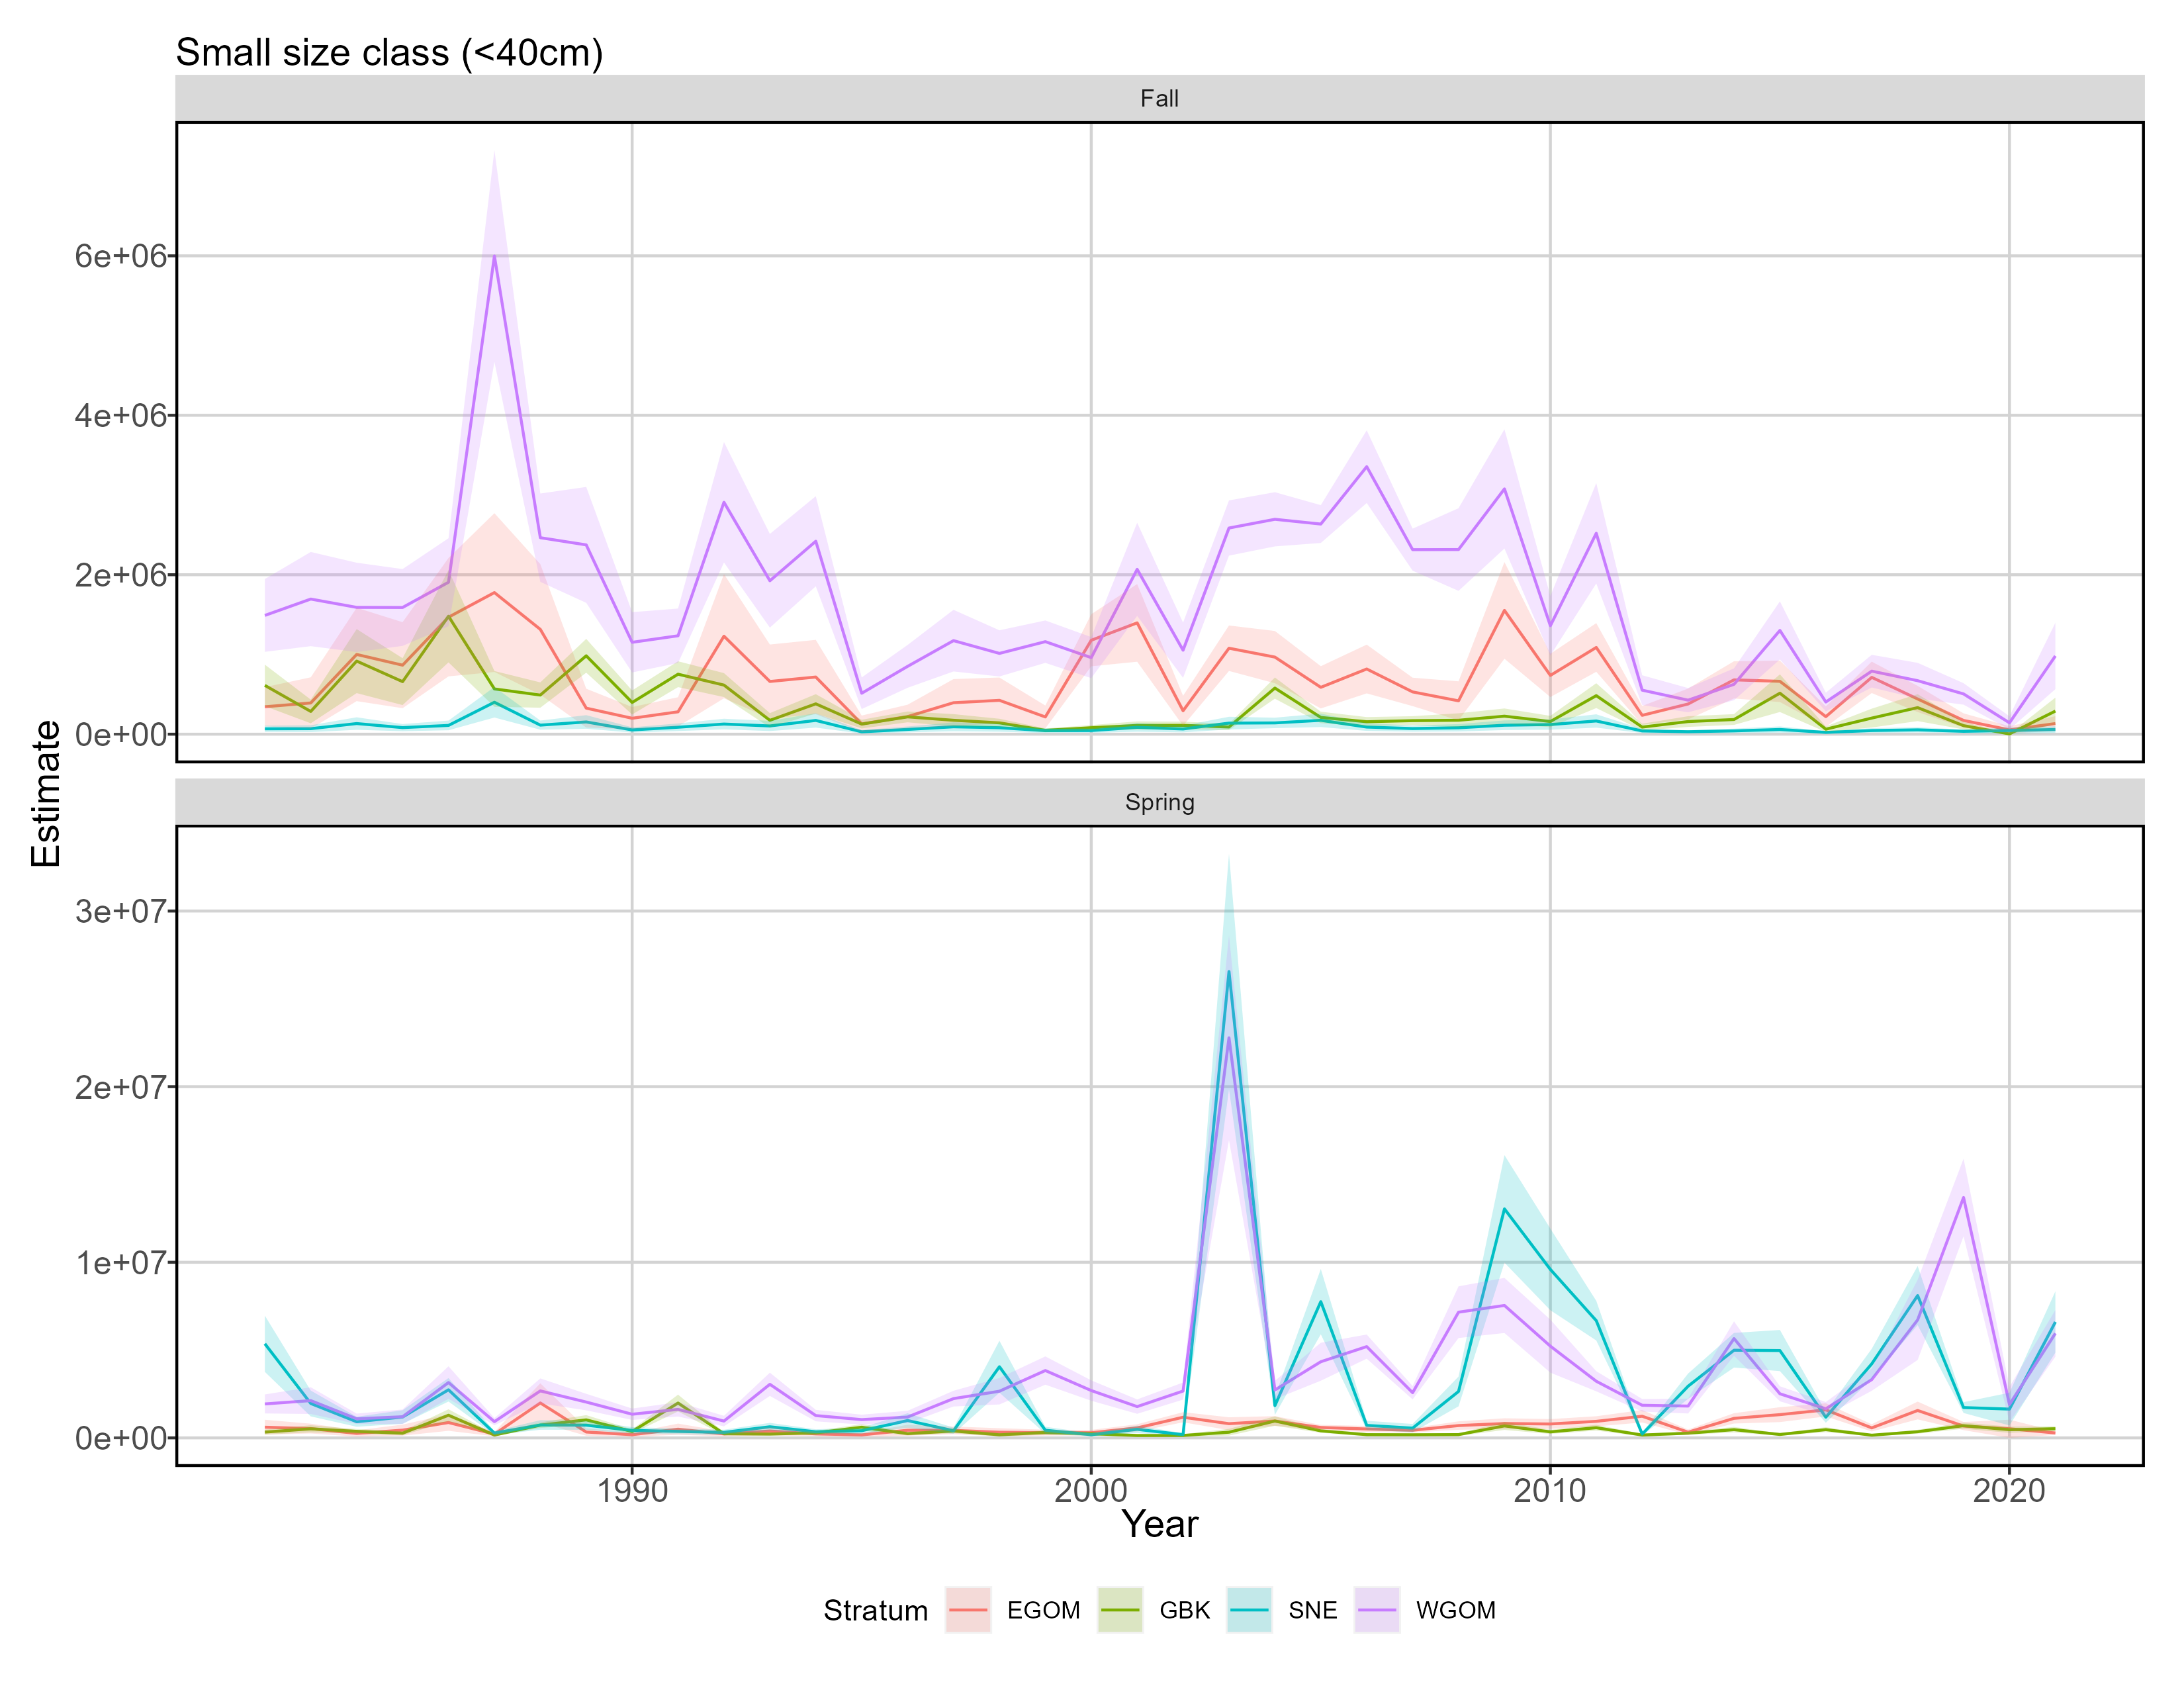 Small size class (<40cm)
Fall
6e+06
4e+06
2e+06
0e+00
Estimate
Spring
3e+07
2e+07
1e+07
0e+00
1990 2000 2010 2020
Year
Stratum EGOM GBK SNE WGOM